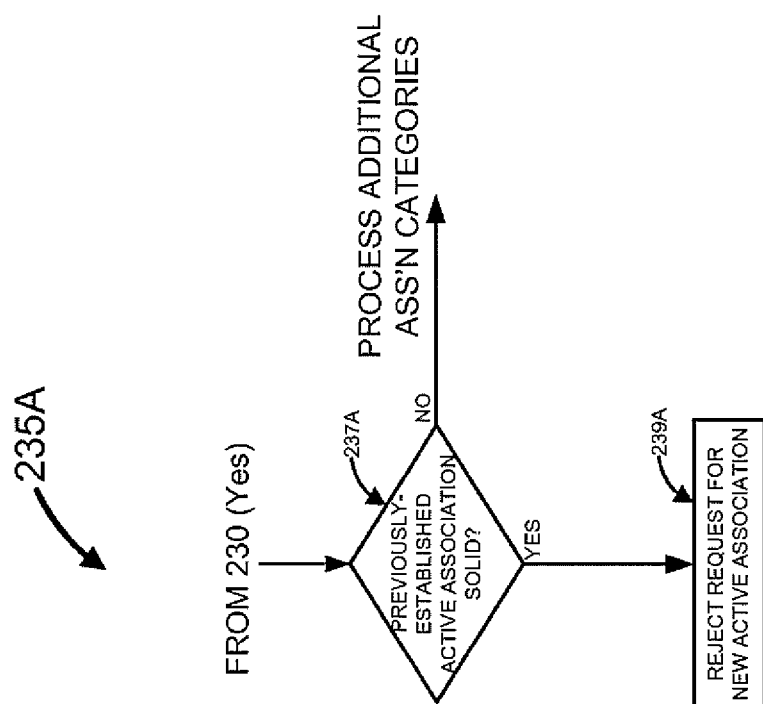 235A
FROM 230 (Yes)
237A
PREVIOUSLY-
ESTABLISHED
ACTIVE ASSOCIATION
SOLID?
NO
PROCESS ADDITIONAL
ASS'N CATEGORIES
YES
239A
REJECT REQUEST FOR
NEW ACTIVE ASSOCIATION